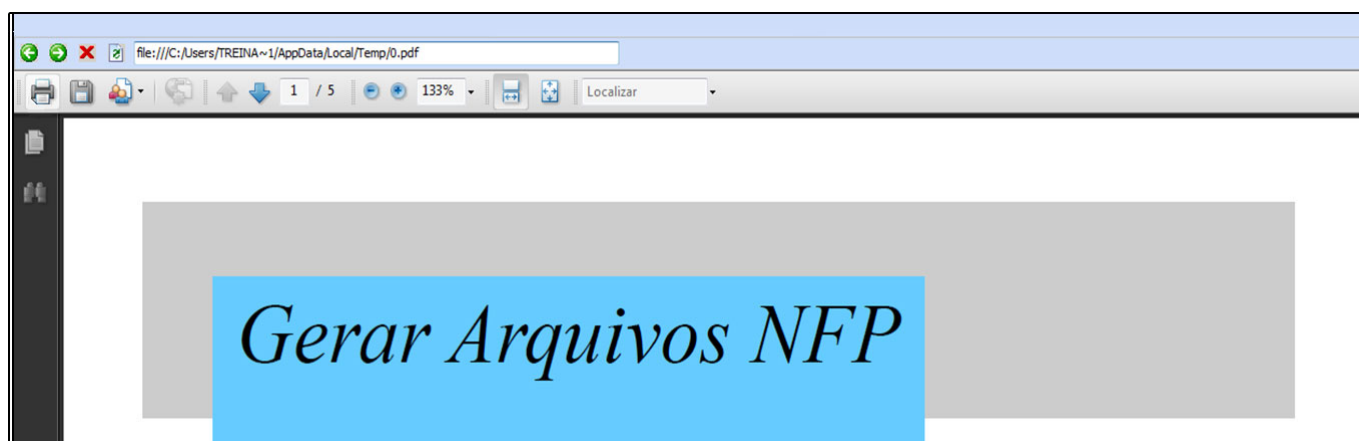 file:///C:/Users/TREINA~1/AppData/Local/Temp/0.pdf
1 / 5 133% Localizar
Gerar Arquivos NFP